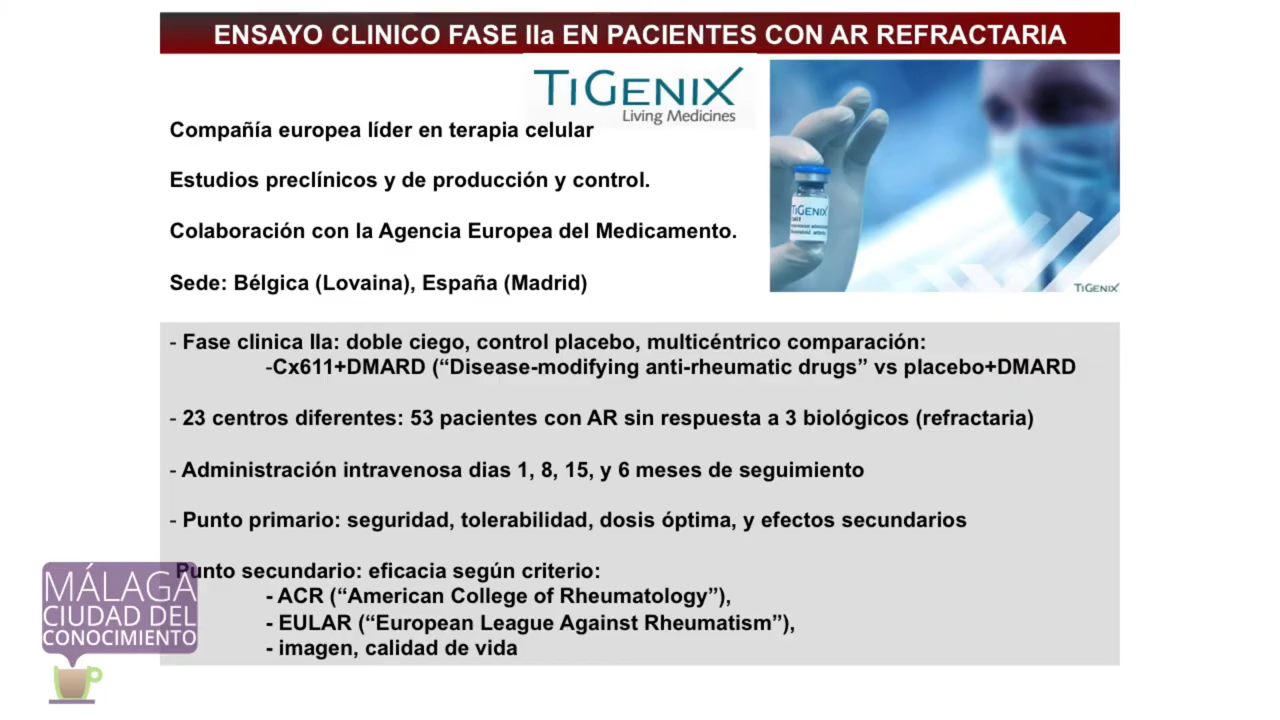 ENSAYO CLINICO FASE IIa EN PACIENTES CON AR REFRACTARIA
TiGenix
Living Medicines
Compañía europea líder en terapia celular
Estudios preclínicos y de producción y control.
Colaboración con la Agencia Europea del Medicamento.
Sede: Bélgica (Lovaina), España (Madrid)
TiGenix
TiGenix
- Fase clinica IIa: doble ciego, control placebo, multicéntrico comparación:
-Cx611+DMARD (“Disease-modifying anti-rheumatic drugs” vs placebo+DMARD
- 23 centros diferentes: 53 pacientes con AR sin respuesta a 3 biológicos (refractaria)
- Administración intravenosa dias 1, 8, 15, y 6 meses de seguimiento
- Punto primario: seguridad, tolerabilidad, dosis óptima, y efectos secundarios
Punto secundario: eficacia según criterio:
- ACR (“American College of Rheumatology”),
- EULAR (“European League Against Rheumatism”),
- imagen, calidad de vida
MÁLAGA
CIUDAD DEL
CONOCIMIENTO